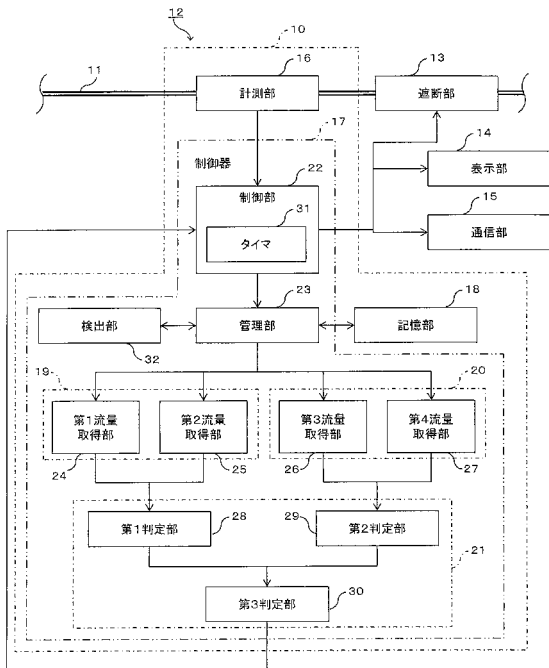 12
10
11
16
計測部
13
遮断部
17
制御器
14
表示部
22
制御部
15
通信部
31
タイマ
23
管理部
18
記憶部
検出部
32
19
20
第1流量
取得部
24
第2流量
取得部
25
第3流量
取得部
26
第4流量
取得部
27
第1判定部
28
29
第2判定部
21
第3判定部
30